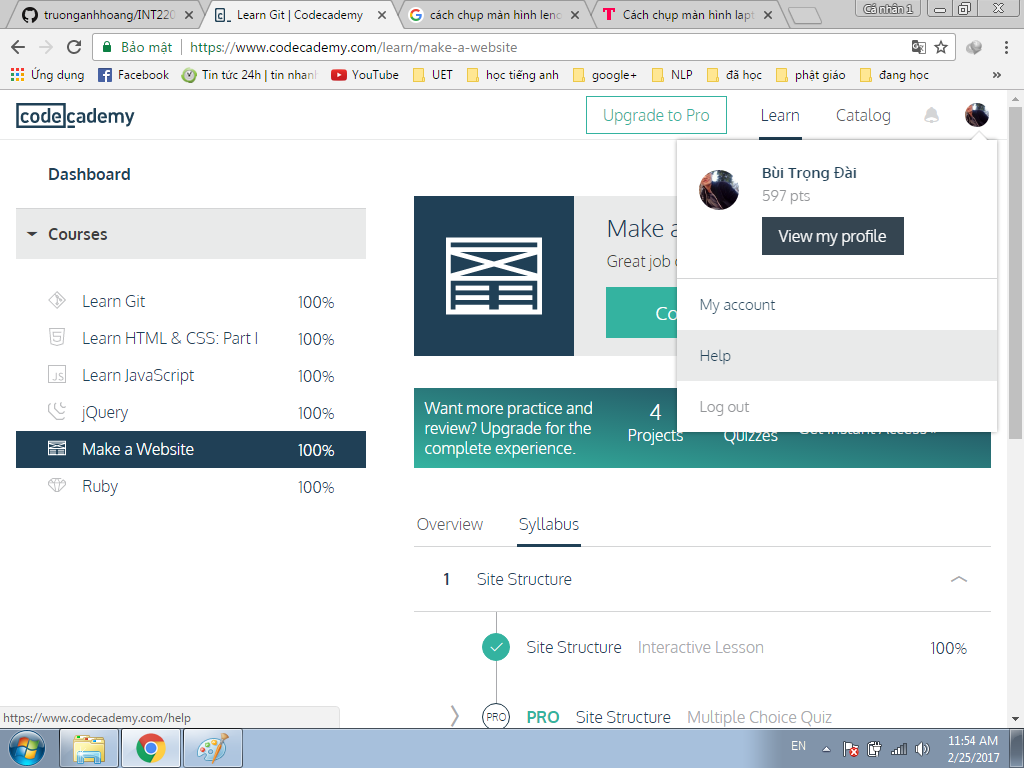 truonganhhoang/INT220
Learn Git | Codecademy
cách chụp màn hình leno
Cách chụp màn hình lapt
Cá nhân 1
Bảo mật
https://www.codecademy.com/learn/make-a-website
Ứng dụng
Facebook
Tin tức 24h | tin nhanh
YouTube
UET
học tiếng anh
google+
NLP
đã học
phật giáo
đang học
»
codecademy
Upgrade to Pro
Learn
Catalog
Dashboard
Courses
Learn Git 100%
Learn HTML & CSS: Part I 100%
JS Learn JavaScript 100%
jQuery 100%
Make a Website 100%
Ruby 100%
Make a
Great job
Co
Bùi Trọng Đài
597 pts
View my profile
My account
Help
Log out
Want more practice and
review? Upgrade for the
complete experience.
4
Projects
Quizzes
Get Instant Access »
Overview
Syllabus
1 Site Structure
Site Structure Interactive Lesson 100%
PRO PRO Site Structure Multiple Choice Quiz
https://www.codecademy.com/help
EN
11:54 AM
2/25/2017